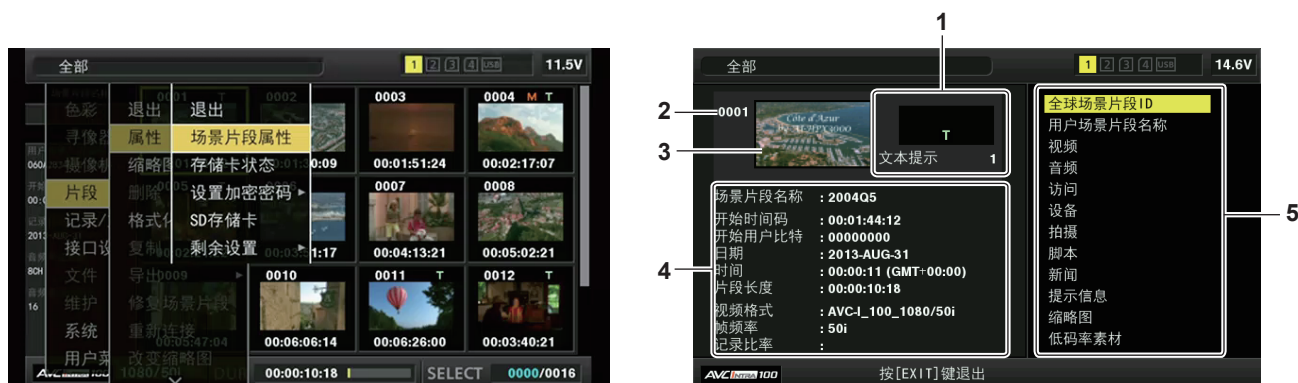 全部
1 2 3 4 USB
11.5V
色彩
寻像器
摄像机
片段
记录/
接口设
文件
维护
系统
用户菜
退出
属性
缩略图
删除
格式化
复制
导出
修复场景片段
重新连接
改变缩略图
退出
场景片段属性
存储卡状态
设置加密密码
SD存储卡
剩余设置
0001 T
0002
0003
0004 M T
0:09
00:01:51:24
00:02:17:07
0005
0007
0008
1:17
00:04:13:21
00:05:02:21
0009
0010
0011 T
0012 T
00:05:47:04
00:06:06:14
00:06:26:00
00:03:40:21
8CH
16
1080/50i
DUR
00:00:10:18
SELECT
0000/0016
1
2
3
4
5
全部
1 2 3 4 USB
14.6V
0001
Côte d'Azur
T
文本提示 1
场景片段名称 : 2004Q5
开始时间码 : 00:01:44:12
开始用户比特 : 00000000
日期 : 2013-AUG-31
时间 : 00:00:11 (GMT+00:00)
片段长度 : 00:00:10:18
视频格式 : AVC-I_100_1080/50i
帧频率 : 50i
记录比率 :
全球场景片段ID
用户场景片段名称
视频
音频
访问
设备
拍摄
脚本
新闻
提示信息
缩略图
低码率素材
AVC INTRA 100
按[EXIT]键退出